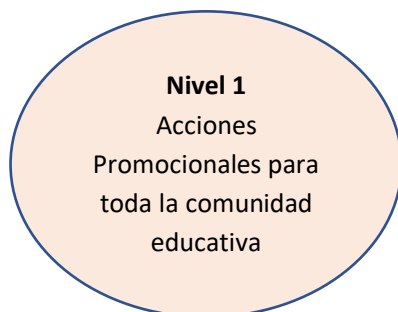 Nivel 1
Acciones
Promocionales para
toda la comunidad
educativa